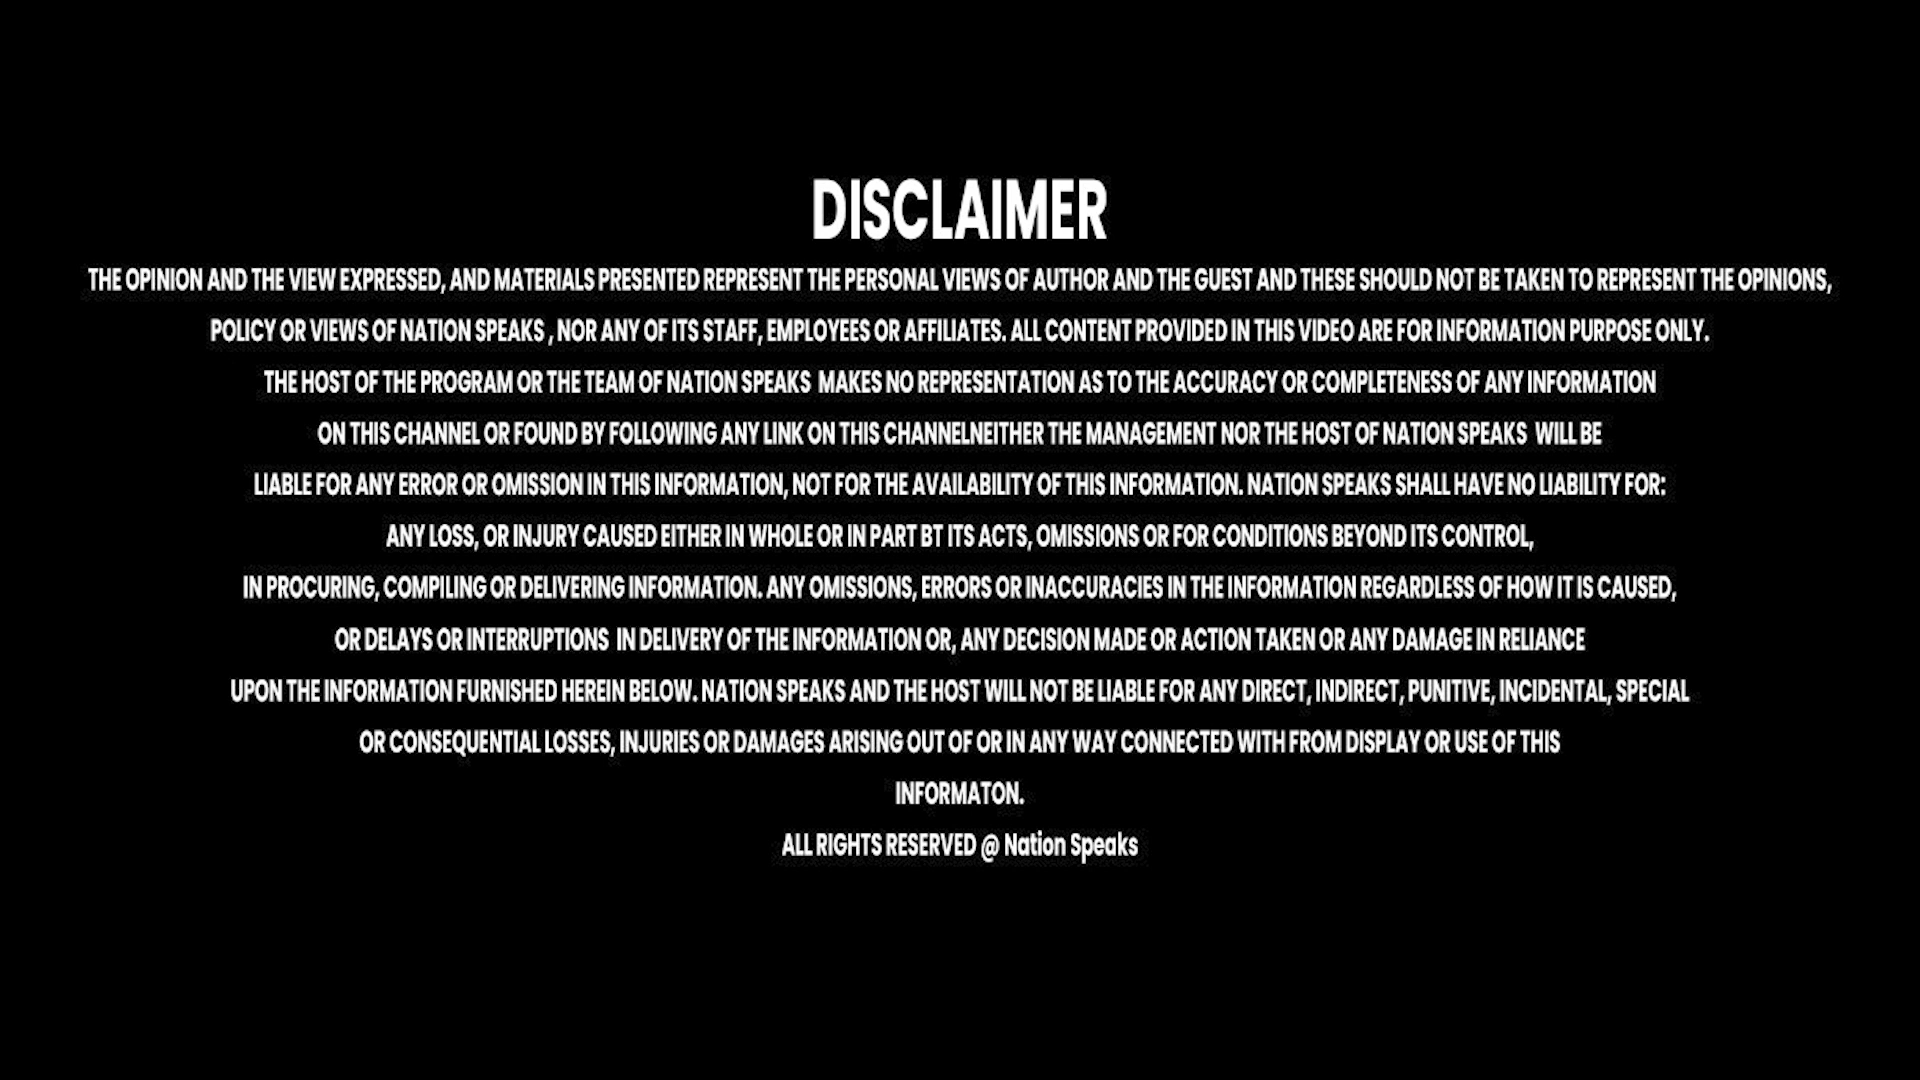 DISCLAIMER
THE OPINION AND THE VIEW EXPRESSED, AND MATERIALS PRESENTED REPRESENT THE PERSONAL VIEWS OF AUTHOR AND THE GUEST AND THESE SHOULD NOT BE TAKEN TO REPRESENT THE OPINIONS,
POLICY OR VIEWS OF NATION SPEAKS , NOR ANY OF ITS STAFF, EMPLOYEES OR AFFILIATES. ALL CONTENT PROVIDED IN THIS VIDEO ARE FOR INFORMATION PURPOSE ONLY.
THE HOST OF THE PROGRAM OR THE TEAM OF NATION SPEAKS MAKES NO REPRESENTATION AS TO THE ACCURACY OR COMPLETENESS OF ANY INFORMATION
ON THIS CHANNEL OR FOUND BY FOLLOWING ANY LINK ON THIS CHANNELNEITHER THE MANAGEMENT NOR THE HOST OF NATION SPEAKS WILL BE
LIABLE FOR ANY ERROR OR OMISSION IN THIS INFORMATION, NOT FOR THE AVAILABILITY OF THIS INFORMATION. NATION SPEAKS SHALL HAVE NO LIABILITY FOR:
ANY LOSS, OR INJURY CAUSED EITHER IN WHOLE OR IN PART BT ITS ACTS, OMISSIONS OR FOR CONDITIONS BEYOND ITS CONTROL,
IN PROCURING, COMPILING OR DELIVERING INFORMATION. ANY OMISSIONS, ERRORS OR INACCURACIES IN THE INFORMATION REGARDLESS OF HOW IT IS CAUSED,
OR DELAYS OR INTERRUPTIONS IN DELIVERY OF THE INFORMATION OR, ANY DECISION MADE OR ACTION TAKEN OR ANY DAMAGE IN RELIANCE
UPON THE INFORMATION FURNISHED HEREIN BELOW. NATION SPEAKS AND THE HOST WILL NOT BE LIABLE FOR ANY DIRECT, INDIRECT, PUNITIVE, INCIDENTAL, SPECIAL
OR CONSEQUENTIAL LOSSES, INJURIES OR DAMAGES ARISING OUT OF OR IN ANY WAY CONNECTED WITH FROM DISPLAY OR USE OF THIS
INFORMATON.
ALL RIGHTS RESERVED @ Nation Speaks